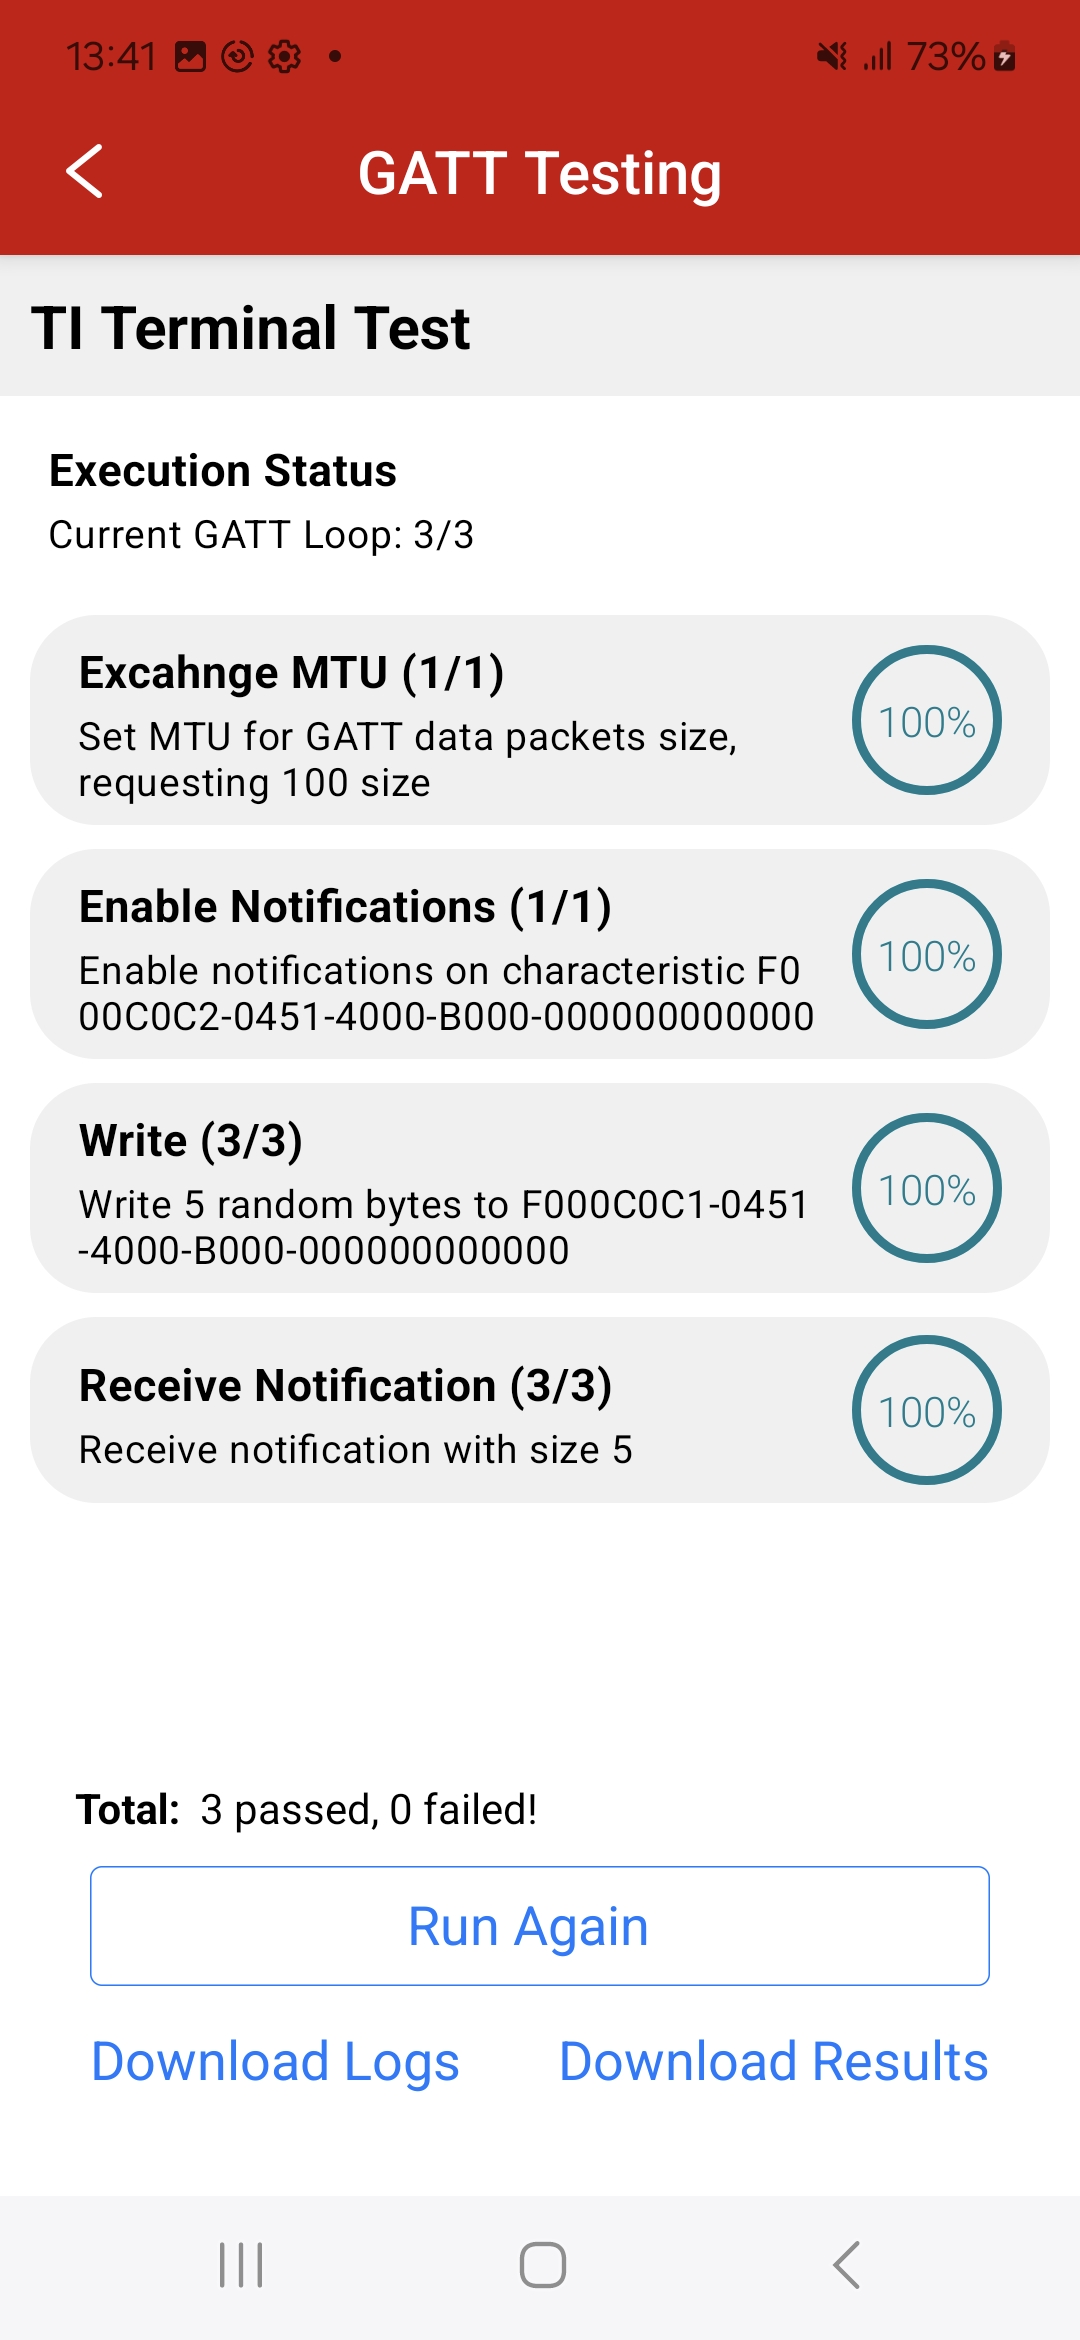 13:41
73%
GATT Testing
TI Terminal Test
Execution Status
Current GATT Loop: 3/3
Excahnge MTU (1/1)
Set MTU for GATT data packets size,
requesting 100 size
100%
Enable Notifications (1/1)
Enable notifications on characteristic F0
00C0C2-0451-4000-B000-000000000000
100%
Write (3/3)
Write 5 random bytes to F000C0C1-0451
-4000-B000-000000000000
100%
Receive Notification (3/3)
Receive notification with size 5
100%
Total: 3 passed, 0 failed!
Run Again
Download Logs
Download Results